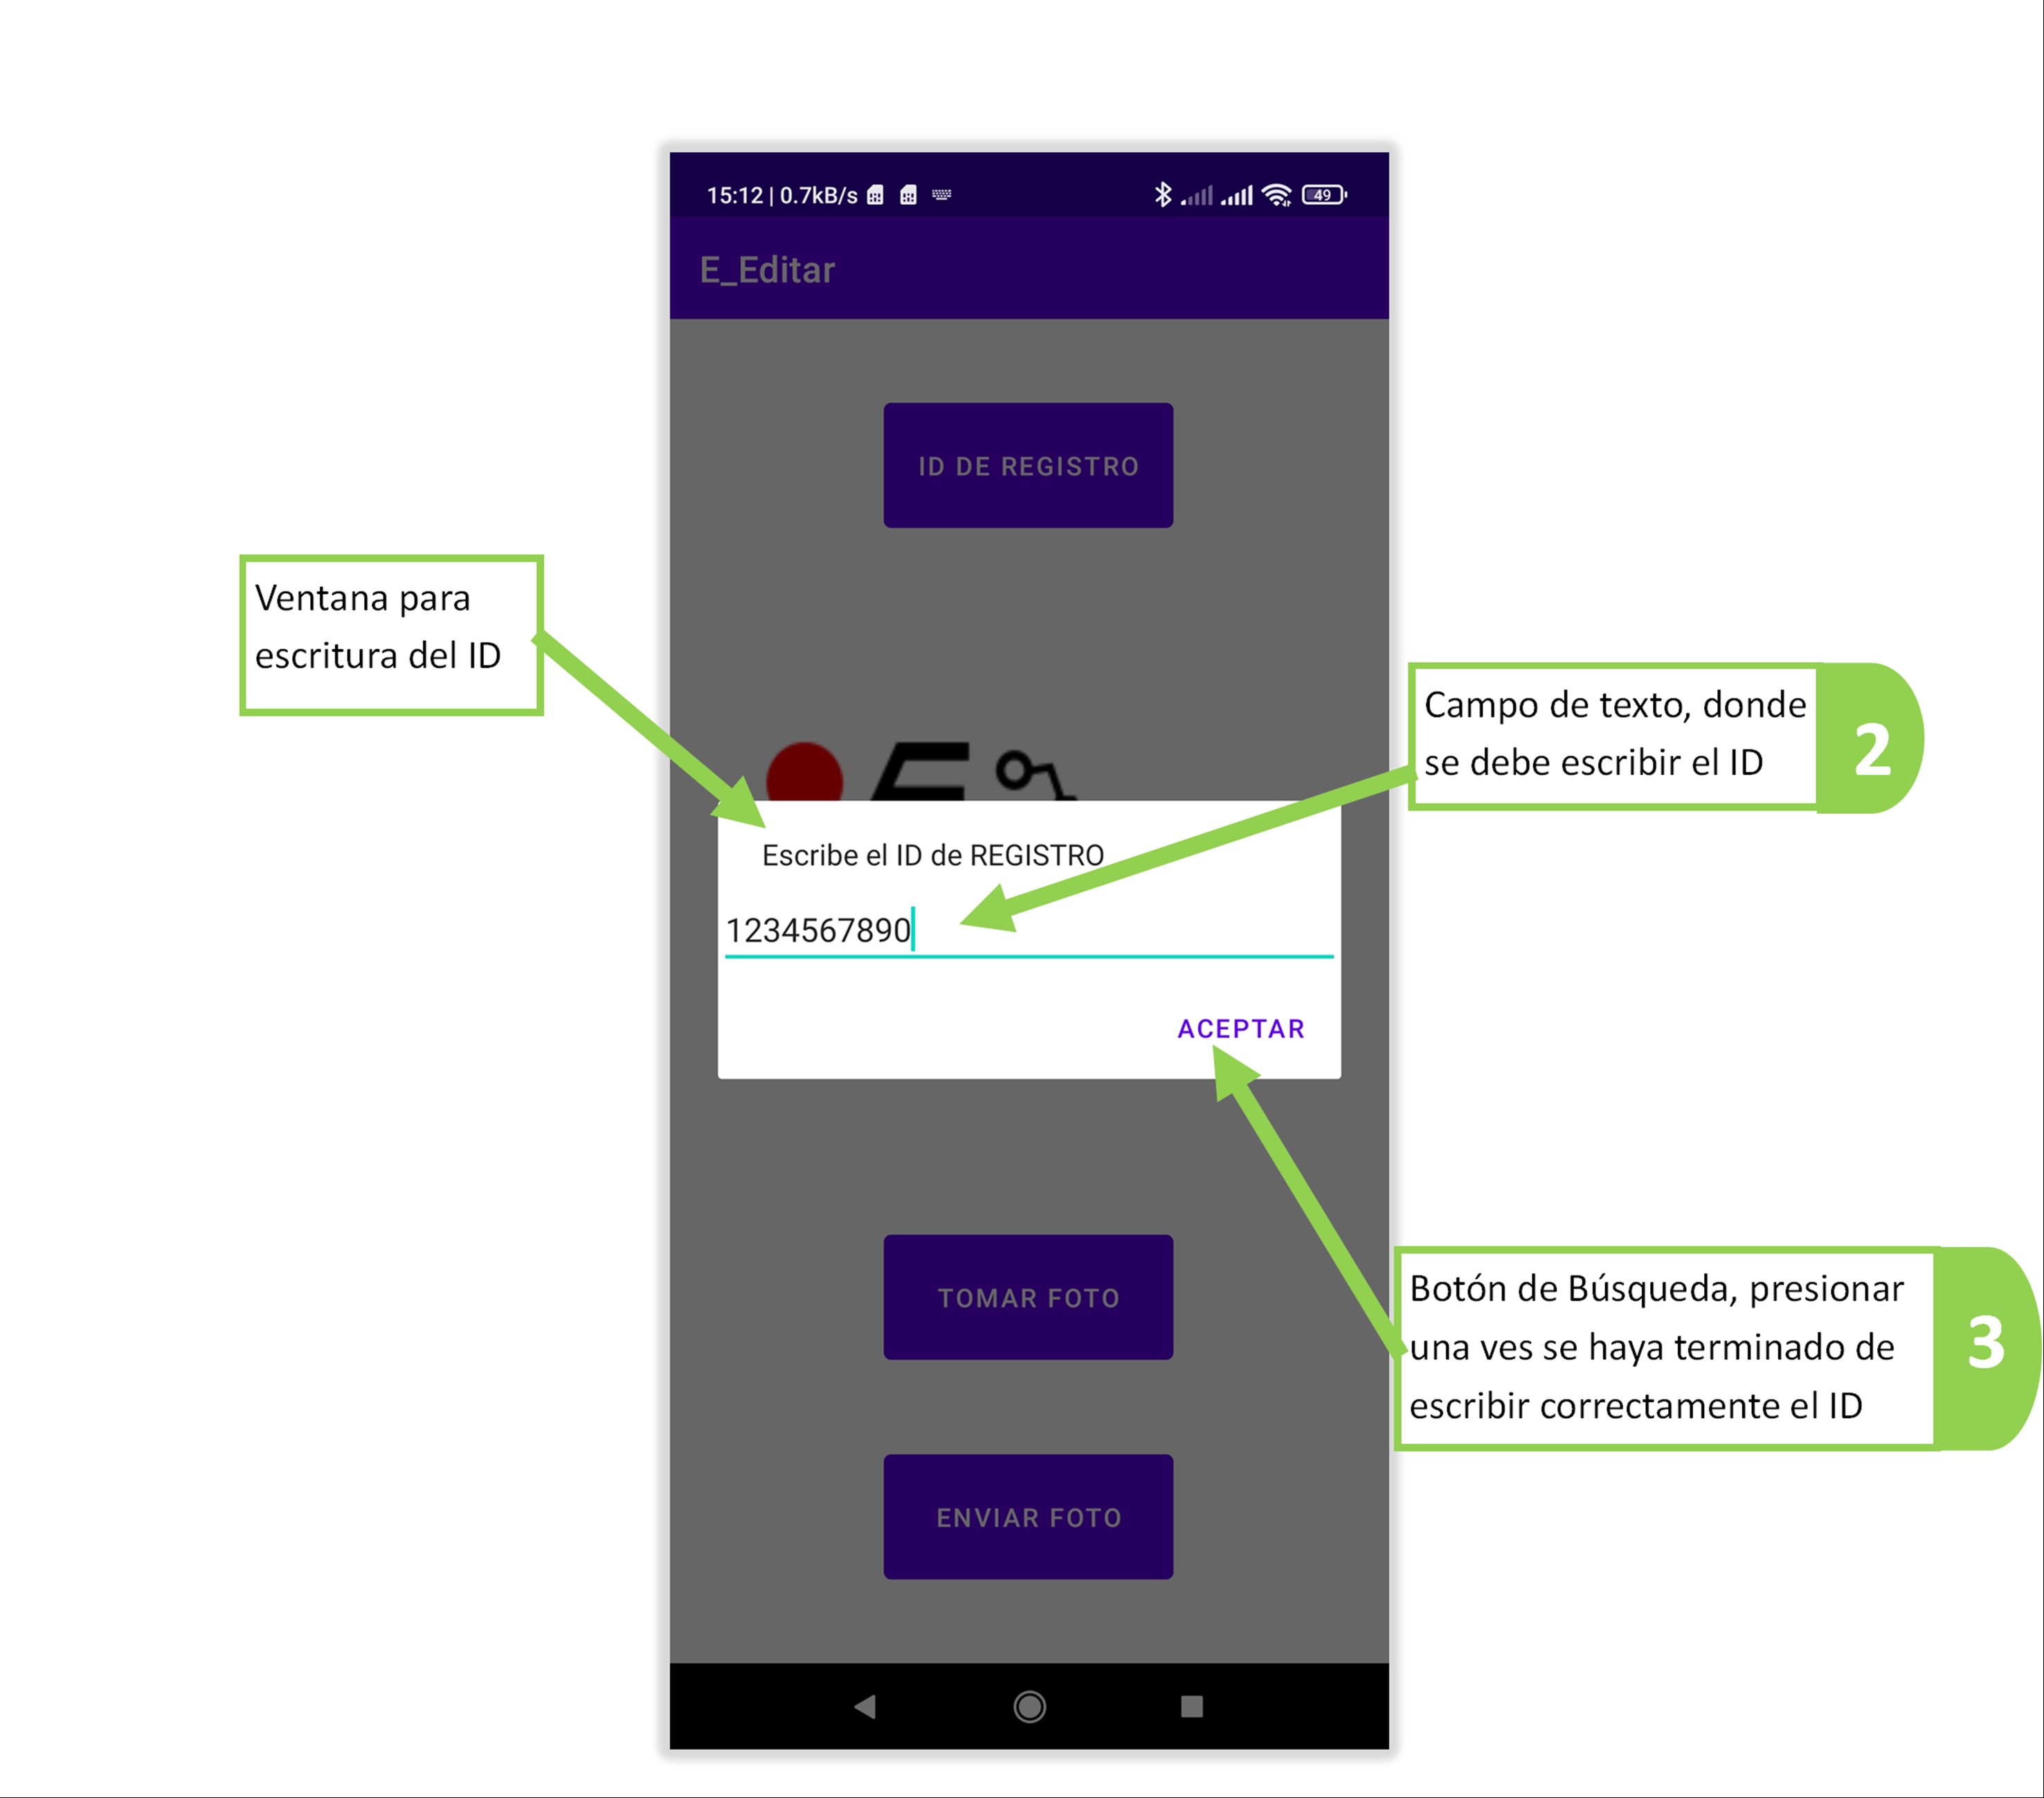 15:12 | 0.7kB/s
49
E_Editar
ID DE REGISTRO
Ventana para
escritura del ID
Campo de texto, donde
se debe escribir el ID
2
Escribe el ID de REGISTRO
1234567890
ACEPTAR
Botón de Búsqueda, presionar
una ves se haya terminado de
escribir correctamente el ID
3
TOMAR FOTO
ENVIAR FOTO